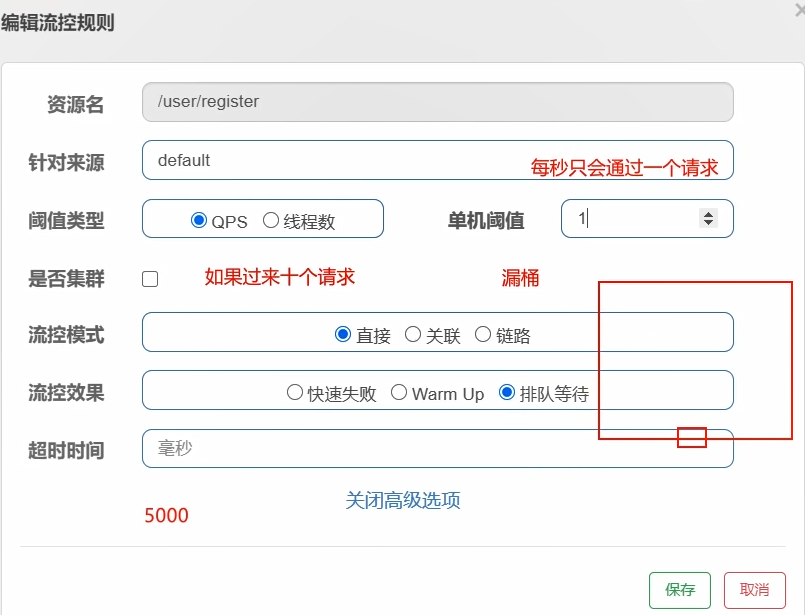 编辑流控规则
资源名 /user/register
针对来源 default 每秒只会通过一个请求
阈值类型 QPS 线程数 单机阈值 1
是否集群 如果过来十个请求 漏桶
流控模式 直接 关联 链路
流控效果 快速失败 Warm Up 排队等待
超时时间 毫秒
关闭高级选项
5000
保存 取消